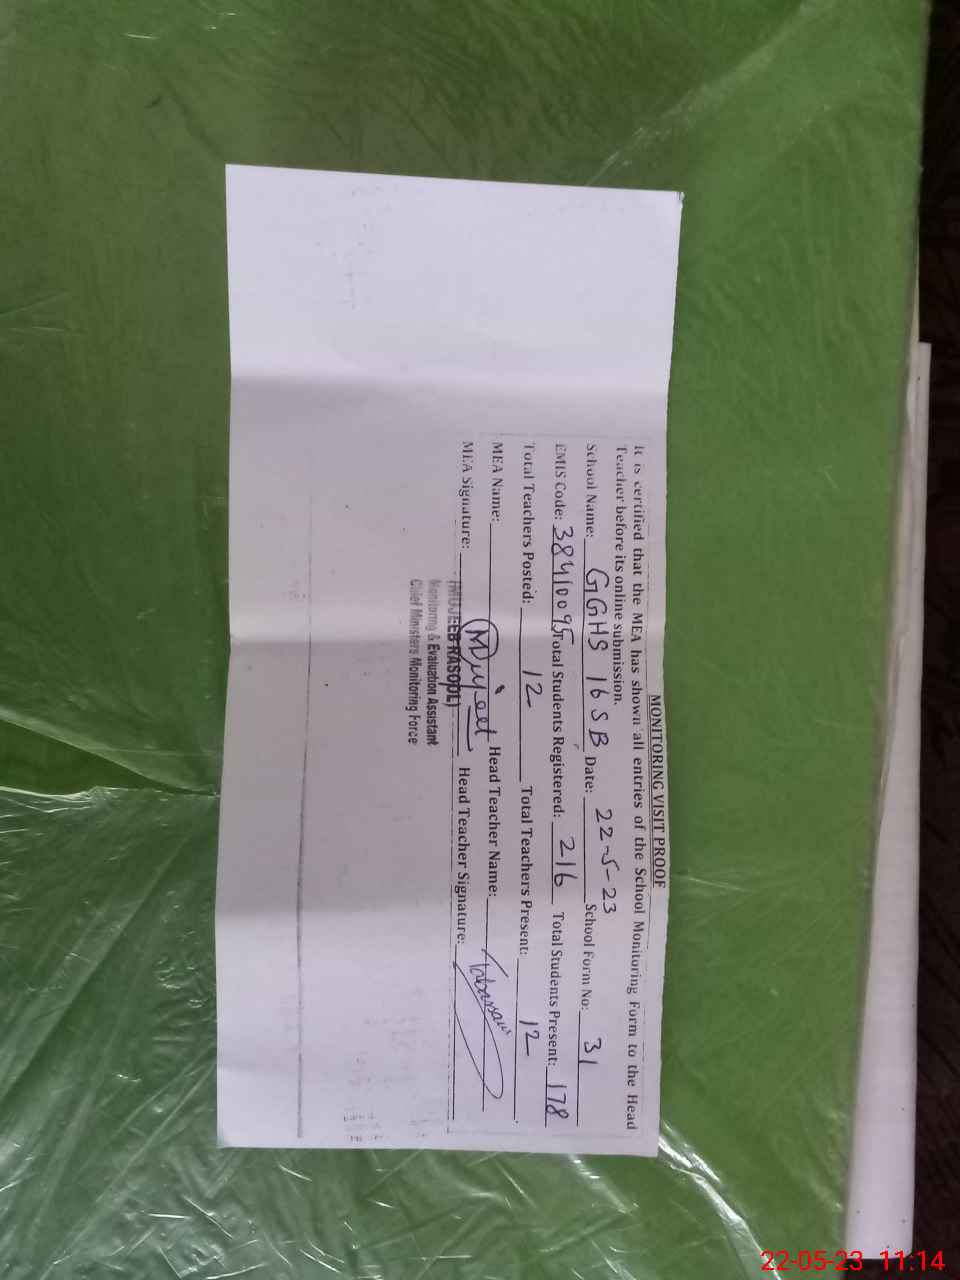 MONITORING VISIT PROOF
It is certified that the MEA has shown all entries of the School Monitoring Form to the Head
Teacher before its online submission.
School Name: GGHS 16 SB Date: 22-5-23 School Form No: 31
EMIS Code: 38410095 Total Students Registered: 216 Total Students Present: 178
Total Teachers Posted: 12 Total Teachers Present: 12
MEA Name: Mujeeb Head Teacher Name: Tabassum
MEA Signature: Head Teacher Signature:
(MUJEEB RASOOL)
Monitoring & Evaluation Assistant
Chief Ministers Monitoring Force
22-05-23 11:14